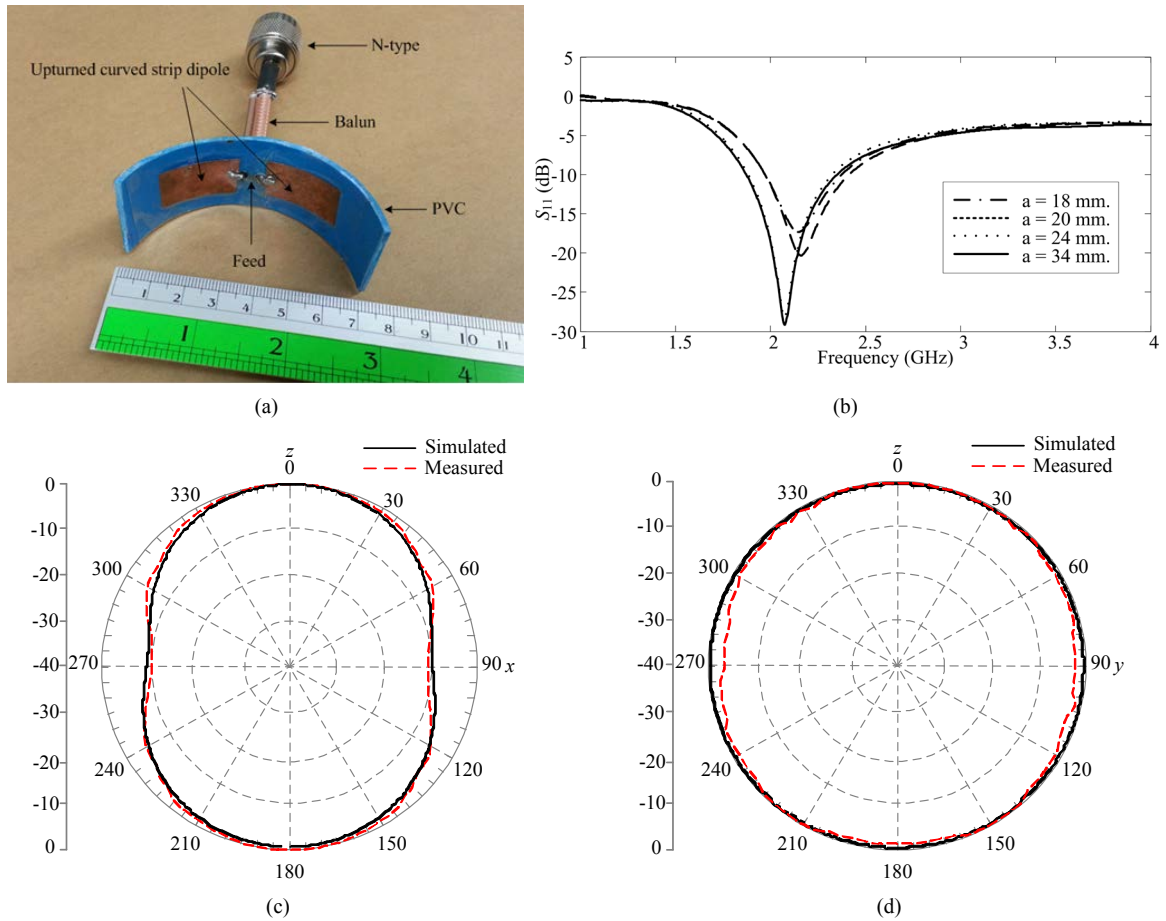 N-type
Upturned curved strip dipole
Balun
PVC
Feed
1 2 3 4 5 6 7 8 9 10 11
1 2 3 4
(a)
5
0
-5
-10
-15
-20
-25
-30
S11 (dB)
1 1.5 2 2.5 3 3.5 4
Frequency (GHz)
a = 18 mm.
a = 20 mm.
a = 24 mm.
a = 34 mm.
(b)
Simulated
Measured
z
0
30
60
90 x
120
150
180
210
240
270
300
330
0
-10
-20
-30
-40
-30
-20
-10
0
(c)
Simulated
Measured
z
0
30
60
90 y
120
150
180
210
240
270
300
330
0
-10
-20
-30
-40
-30
-20
-10
0
(d)